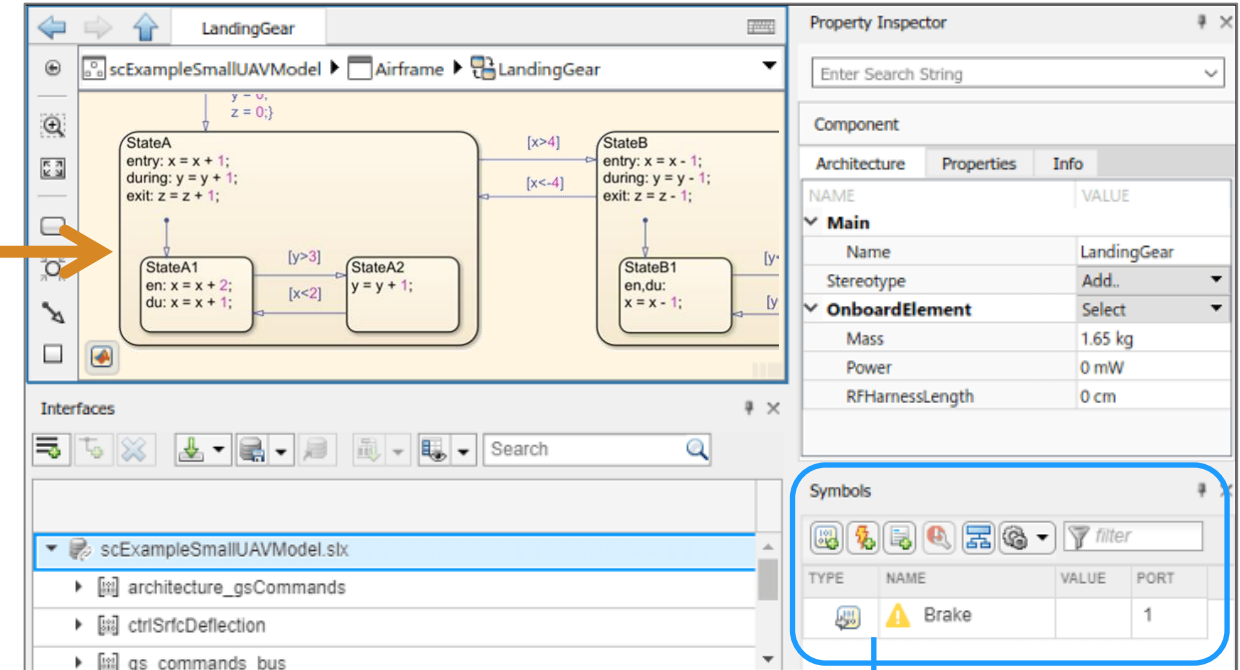 LandingGear
scExampleSmallUAVModel Airframe LandingGear
y = 0;
z = 0;}
StateA
entry: x = x + 1;
during: y = y + 1;
exit: z = z + 1;
[x>4]
[x<-4]
StateB
entry: x = x - 1;
during: y = y - 1;
exit: z = z - 1;
StateA1
en: x = x + 2;
du: x = x + 1;
[y>3]
[x<2]
StateA2
y = y + 1;
StateB1
en,du:
x = x - 1;
[y
[y
Interfaces
Search
scExampleSmallUAVModel.slx
architecture_gsCommands
ctrlSrfcDeflection
gs_commands_bus
Property Inspector
Enter Search String
Component
Architecture Properties Info
NAME VALUE
Main
Name LandingGear
Stereotype Add..
OnboardElement Select
Mass 1.65 kg
Power 0 mW
RFHarnessLength 0 cm
Symbols
filter
TYPE NAME VALUE PORT
Brake 1